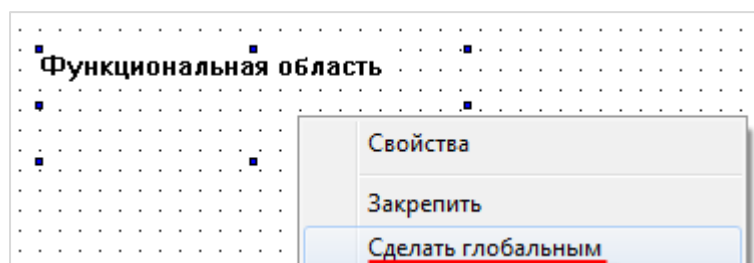 Функциональная область
Свойства
Закрепить
Сделать глобальным